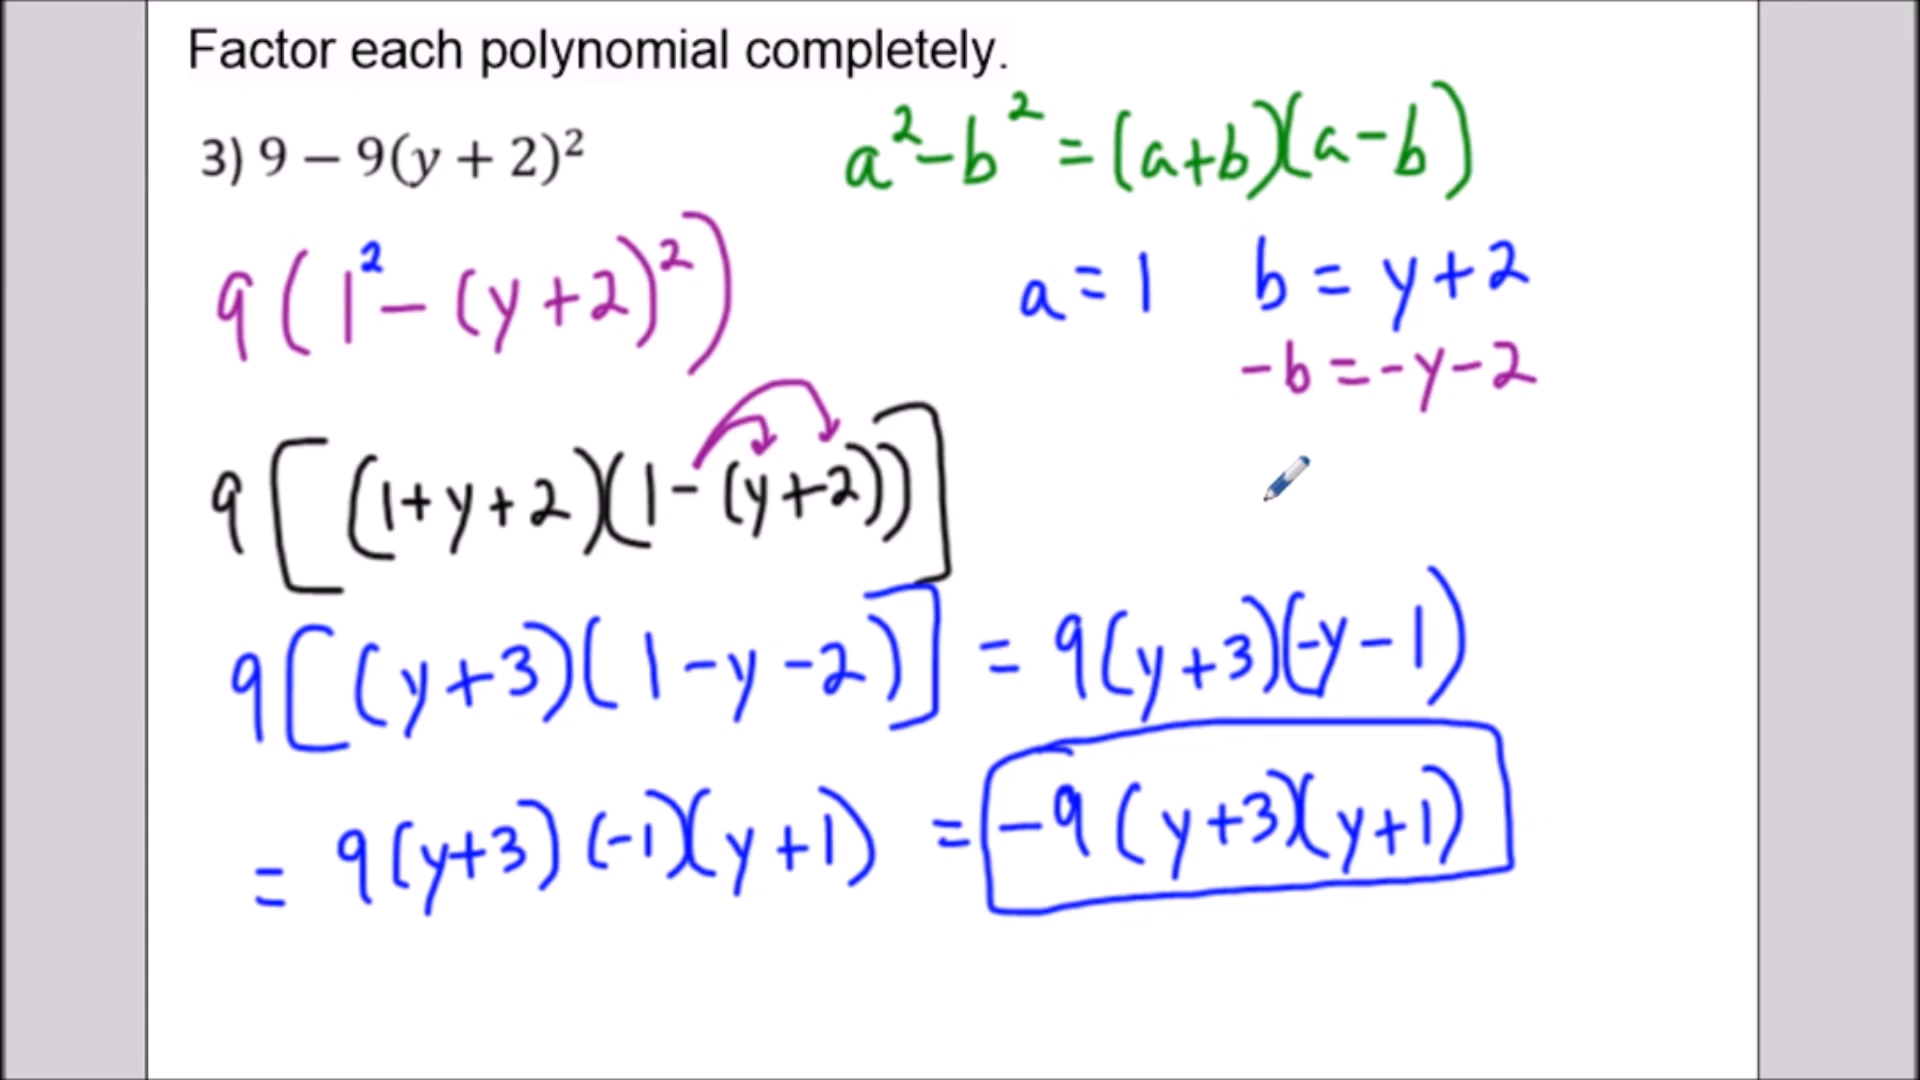 Factor each polynomial completely.
3) 9 − 9(y + 2)²
a² − b² = (a+b)(a−b)
9(1² − (y+2)²)
a = 1 b = y+2
−b = −y−2
9[(1+y+2)(1−(y+2))]
9[(y+3)(1−y−2)] = 9(y+3)(−y−1)
= 9(y+3)(−1)(y+1) = −9(y+3)(y+1)